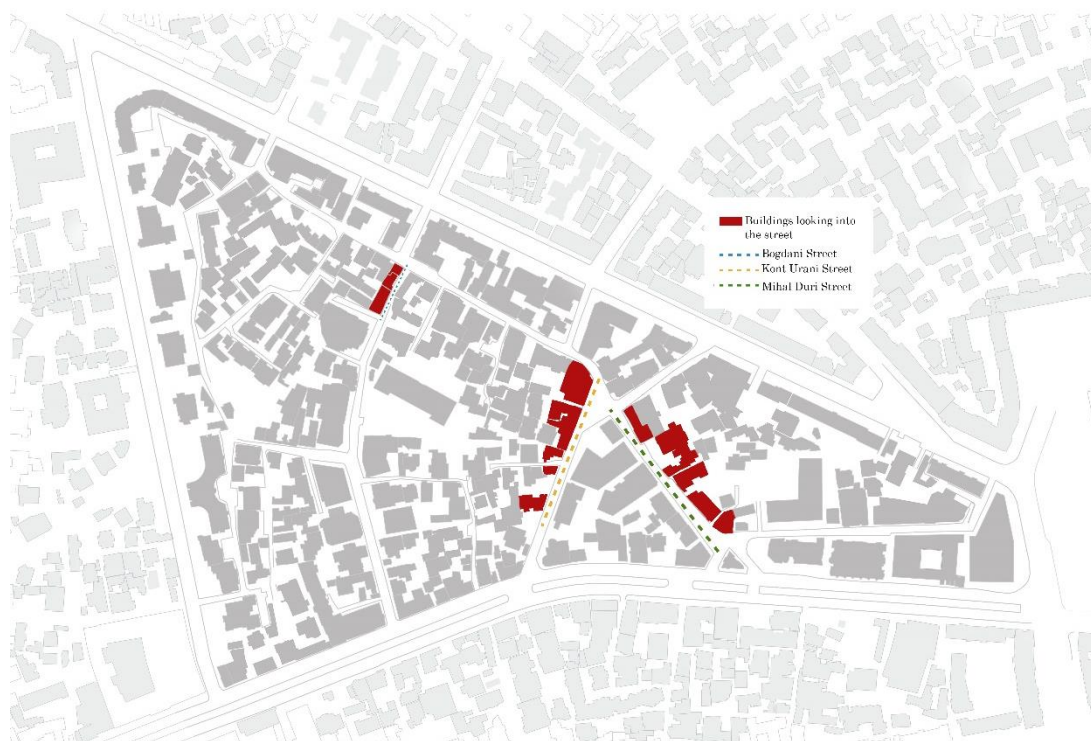 Buildings looking into
the street
Bogdani Street
Kont Urani Street
Mihal Duri Street